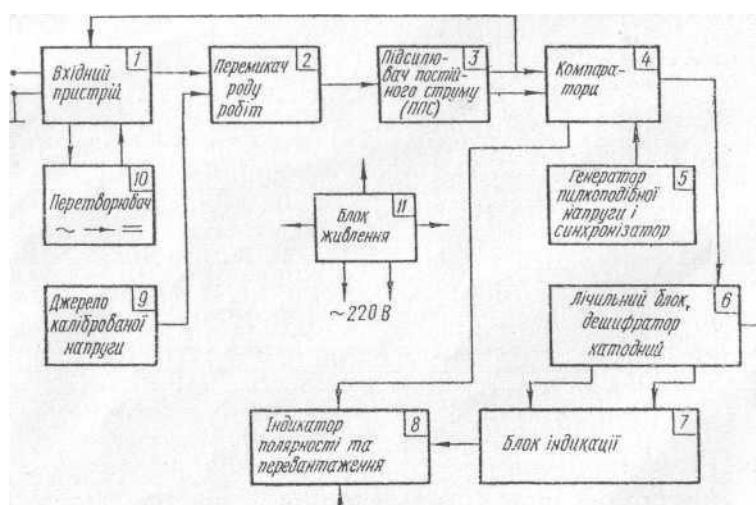 1
Вхідний
пристрій
2
Перемикач
роду
робіт
3
Підсилю-
вач постій-
ного струму
(ППС)
4
Компара-
тори
10
Перетворювач
~ → =
11
Блок
живлення
~220 В
Генератор
пилкоподібної
напруги і
синхронізатор
5
9
Джерело
каліброваної
напруги
Лічильний блок,
дешифратор
катодний
6
Індикатор
полярності та
перевантаження
8
Блок індикації
7